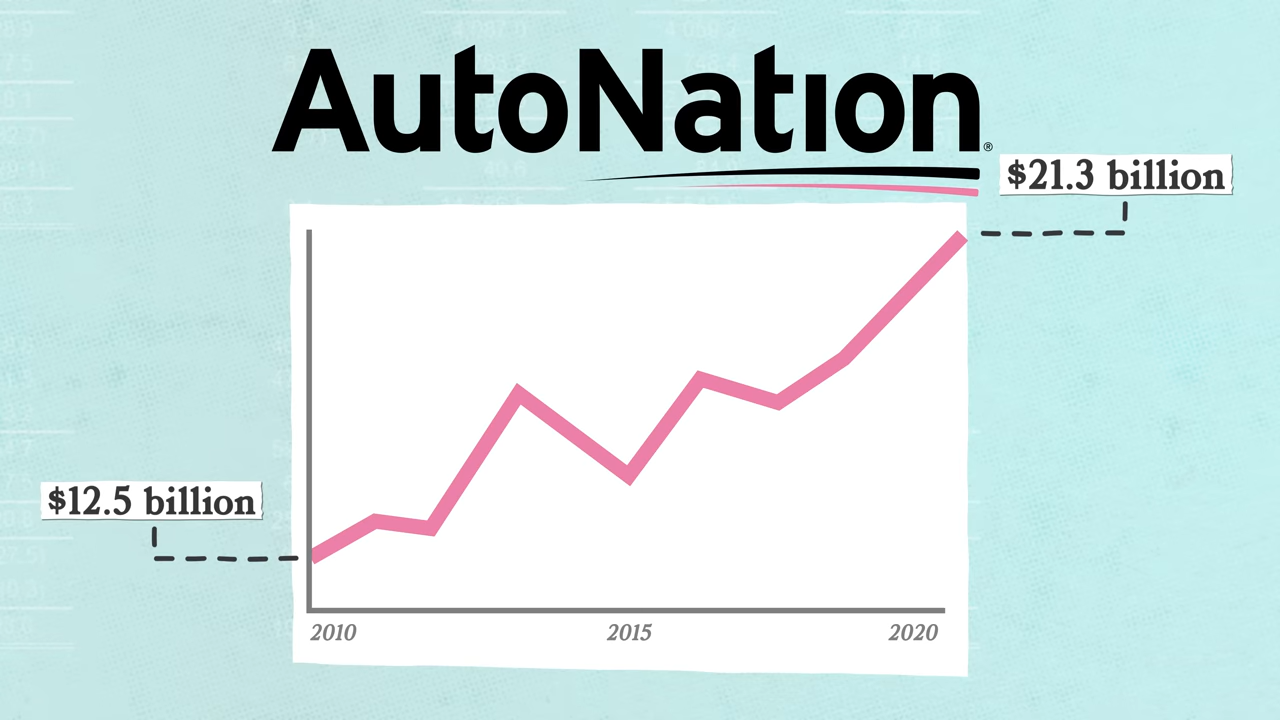 AutoNation®
$21.3 billion
$12.5 billion
2010 2015 2020